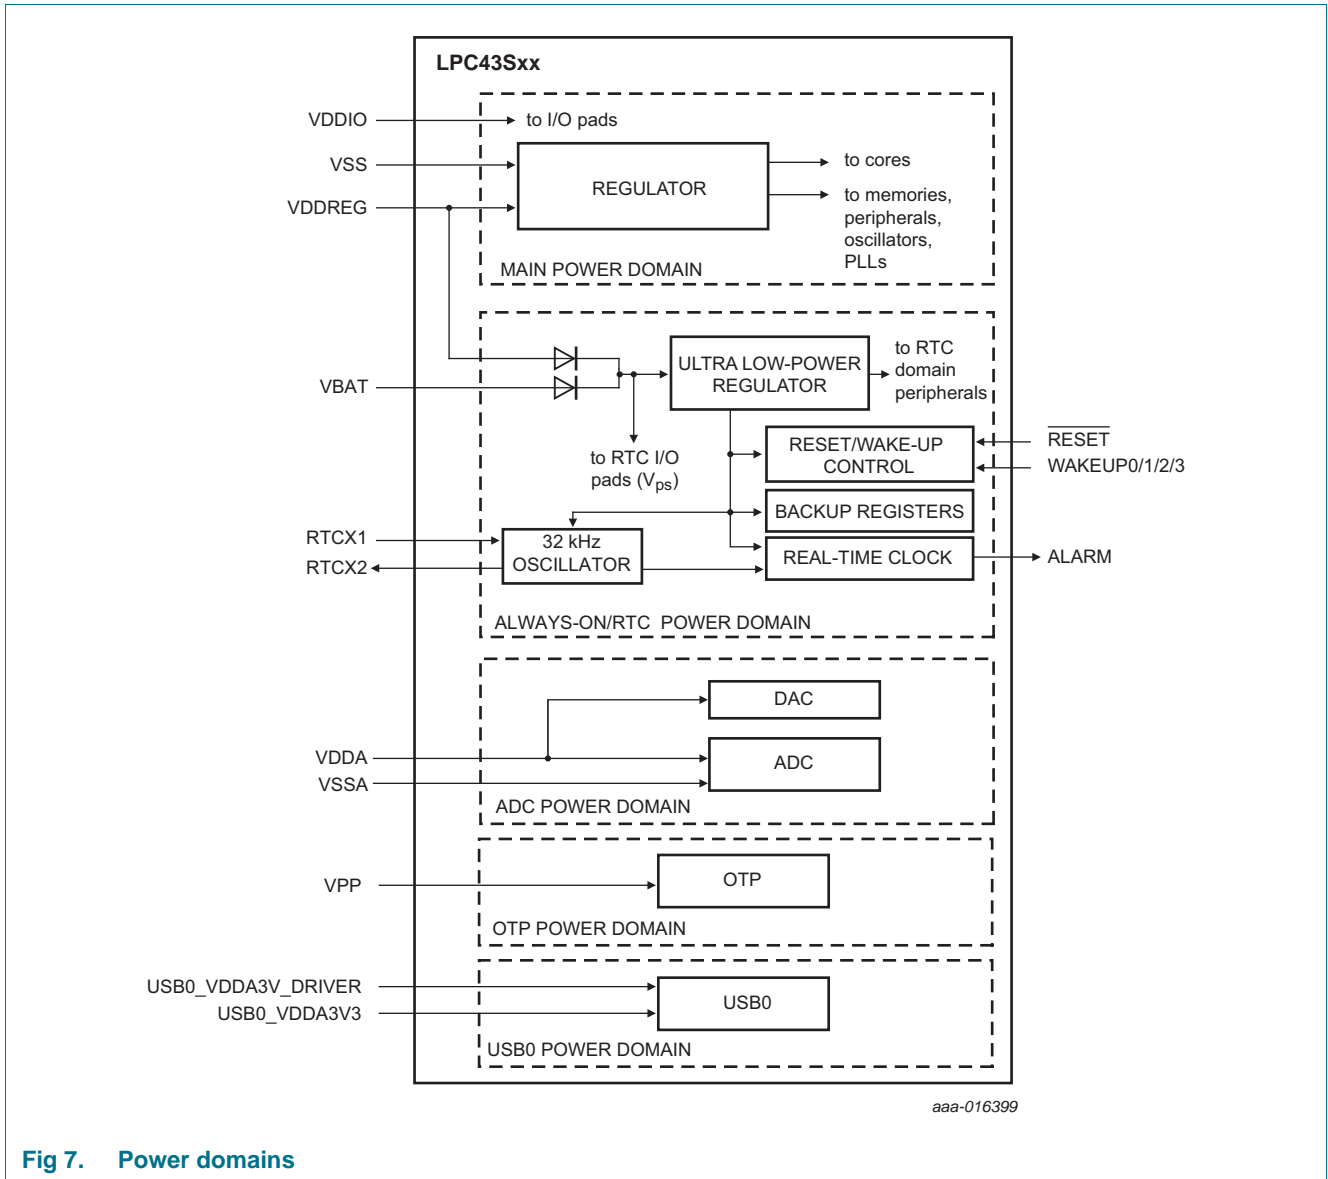 LPC43Sxx
VDDIO
to I/O pads
VSS
REGULATOR
to cores
VDDREG
to memories,
peripherals,
oscillators,
PLLs
MAIN POWER DOMAIN
ULTRA LOW-POWER
REGULATOR
to RTC
domain
peripherals
VBAT
to RTC I/O
pads (Vps)
RESET/WAKE-UP
CONTROL
RESET
WAKEUP0/1/2/3
BACKUP REGISTERS
RTCX1
RTCX2
32 kHz
OSCILLATOR
REAL-TIME CLOCK
ALARM
ALWAYS-ON/RTC POWER DOMAIN
DAC
VDDA
ADC
VSSA
ADC POWER DOMAIN
VPP
OTP
OTP POWER DOMAIN
USB0_VDDA3V_DRIVER
USB0_VDDA3V3
USB0
USB0 POWER DOMAIN
aaa-016399
Fig 7. Power domains